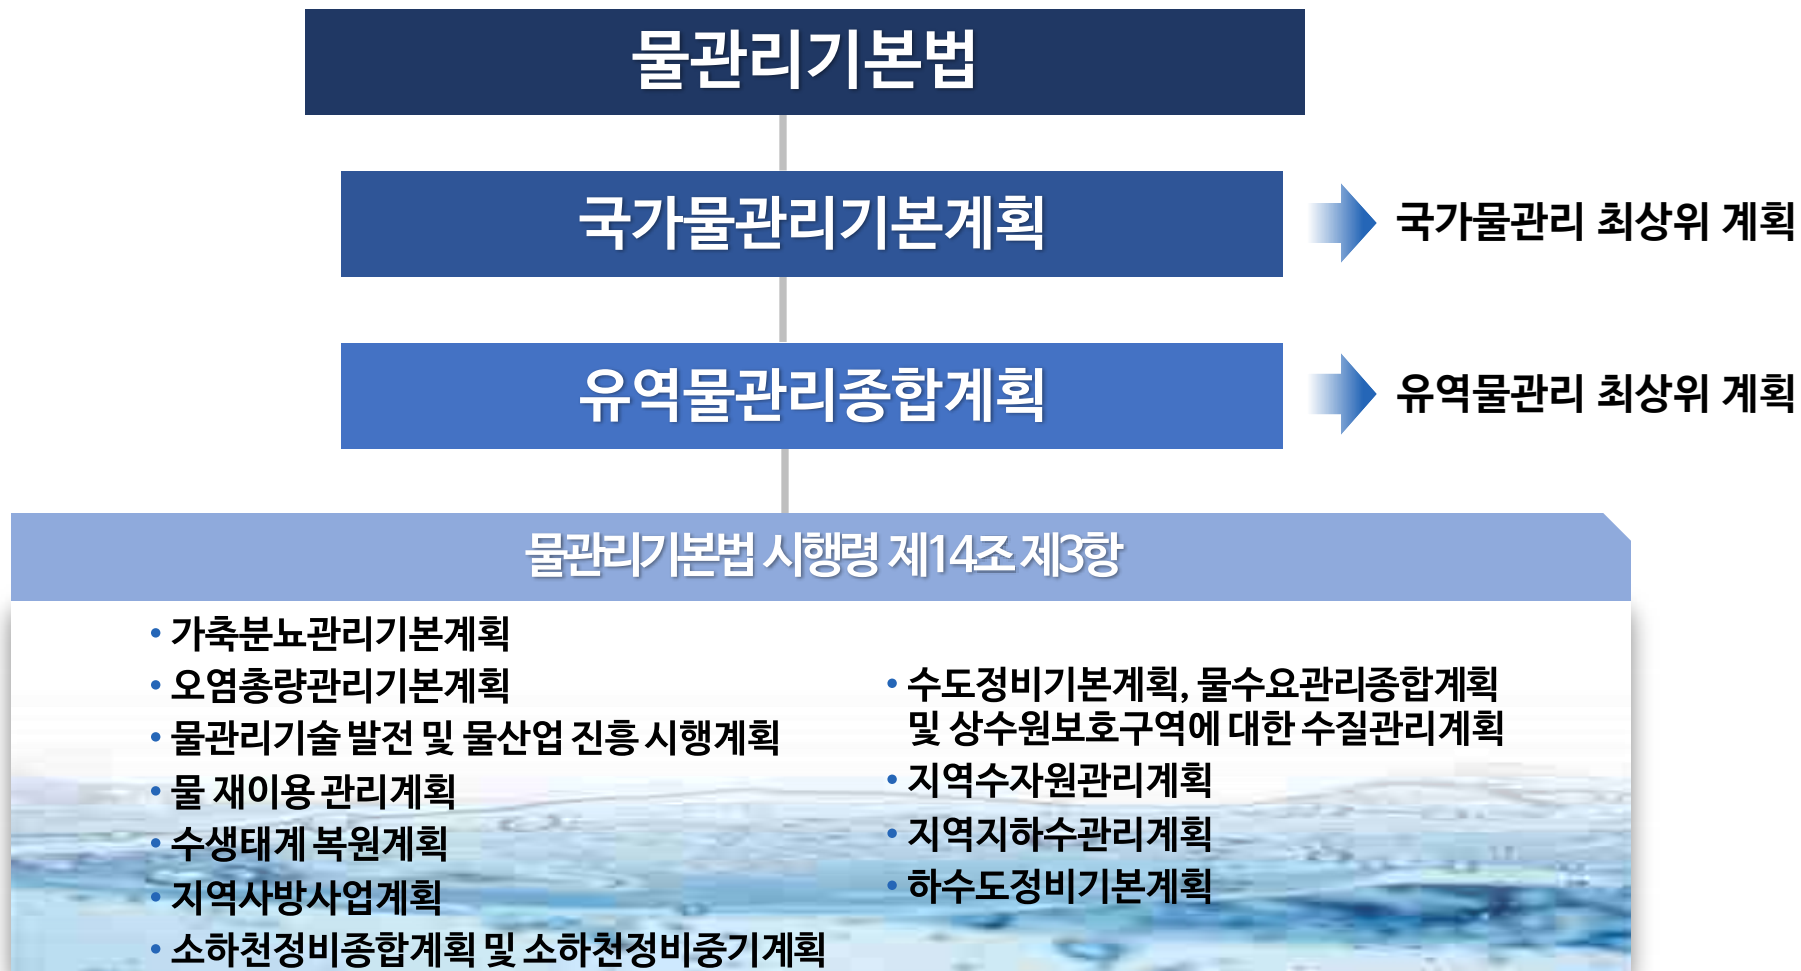 물관리기본법
국가물관리기본계획
국가물관리 최상위 계획
유역물관리종합계획
유역물관리 최상위 계획
물관리기본법 시행령 제14조 제3항
• 가축분뇨관리기본계획
• 오염총량관리기본계획
• 물관리기술 발전 및 물산업 진흥 시행계획
• 물 재이용 관리계획
• 수생태계 복원계획
• 지역사방사업계획
• 소하천정비종합계획 및 소하천정비중기계획
• 수도정비기본계획, 물수요관리종합계획
및 상수원보호구역에 대한 수질관리계획
• 지역수자원관리계획
• 지역지하수관리계획
• 하수도정비기본계획